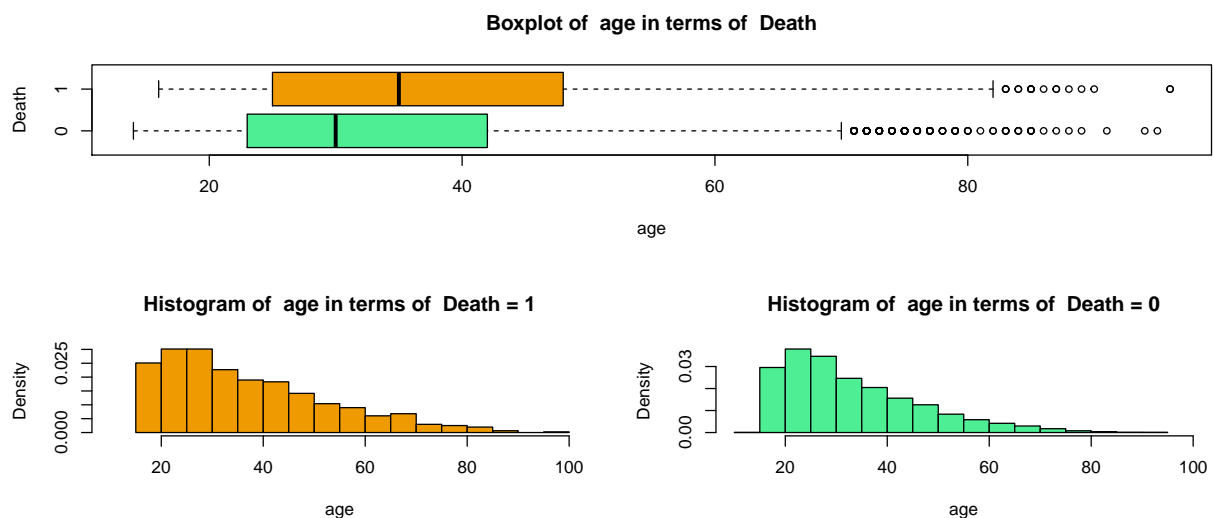 Boxplot of  age in terms of  Death
Death
1
0
20 40 60 80
age
Histogram of  age in terms of  Death = 1
Density
0.025
0.000
20 40 60 80 100
age
Histogram of  age in terms of  Death = 0
Density
0.03
0.00
20 40 60 80 100
age